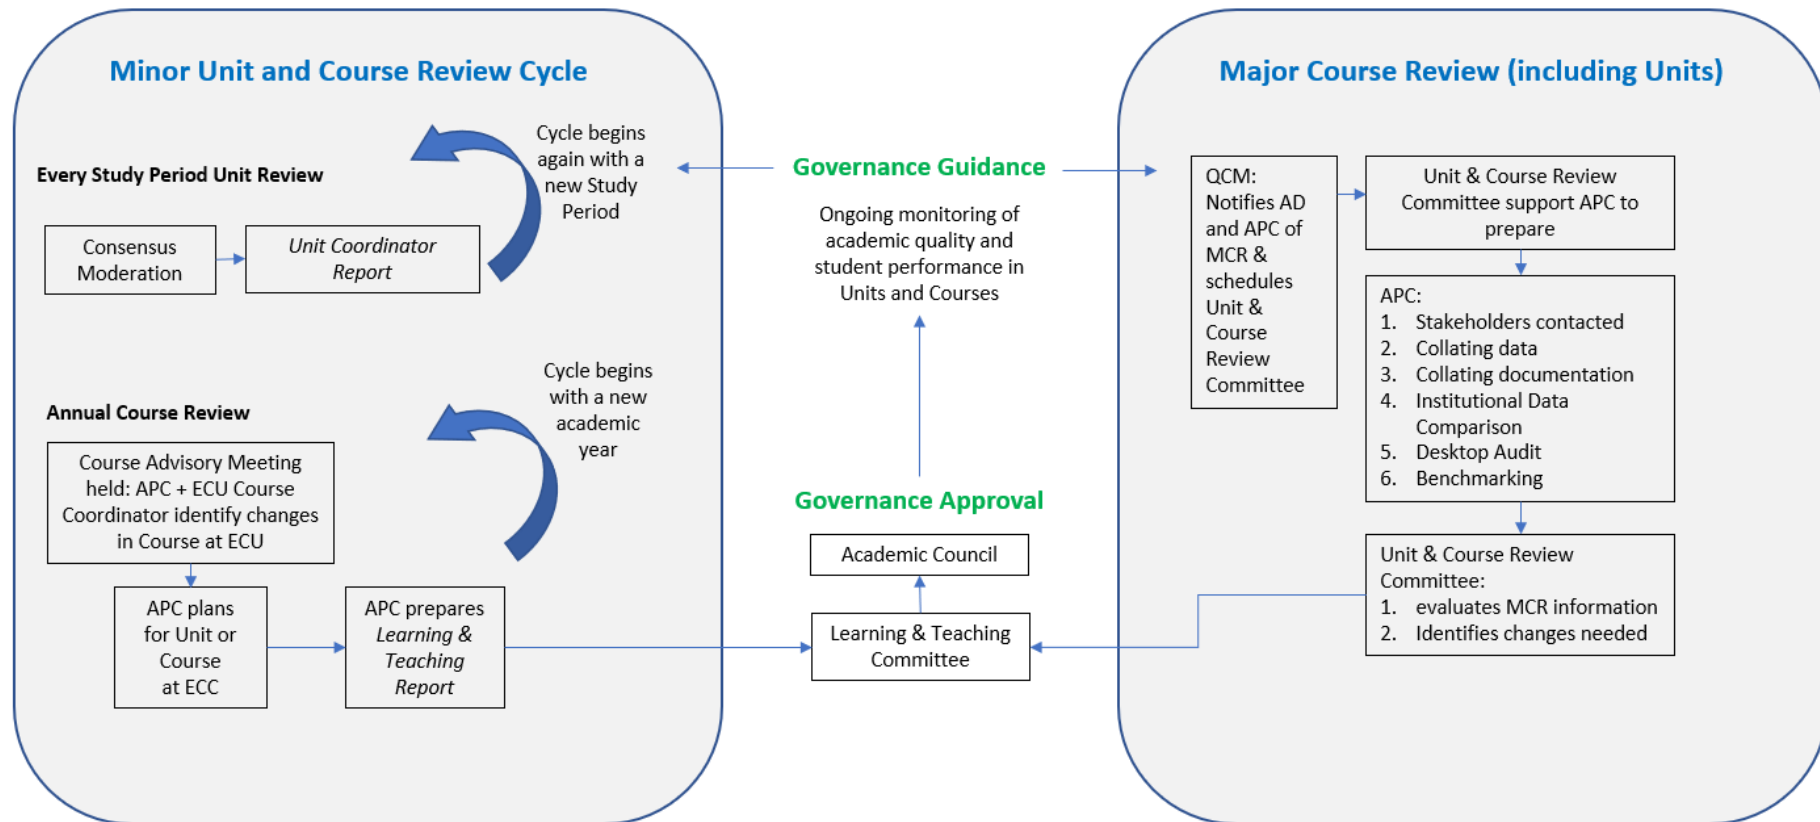 Minor Unit and Course Review Cycle
Every Study Period Unit Review
Cycle begins
again with a
new Study
Period
Consensus
Moderation
Unit Coordinator
Report
Annual Course Review
Cycle begins
with a new
academic
year
Course Advisory Meeting
held: APC + ECU Course
Coordinator identify changes
in Course at ECU
APC plans
for Unit or
Course
at ECC
APC prepares
Learning &
Teaching
Report
Governance Guidance
Ongoing monitoring of
academic quality and
student performance in
Units and Courses
Governance Approval
Academic Council
Learning & Teaching
Committee
Major Course Review (including Units)
QCM:
Notifies AD
and APC of
MCR &
schedules
Unit &
Course
Review
Committee
Unit & Course Review
Committee support APC to
prepare
APC:
1. Stakeholders contacted
2. Collating data
3. Collating documentation
4. Institutional Data
Comparison
5. Desktop Audit
6. Benchmarking
Unit & Course Review
Committee:
1. evaluates MCR information
2. Identifies changes needed